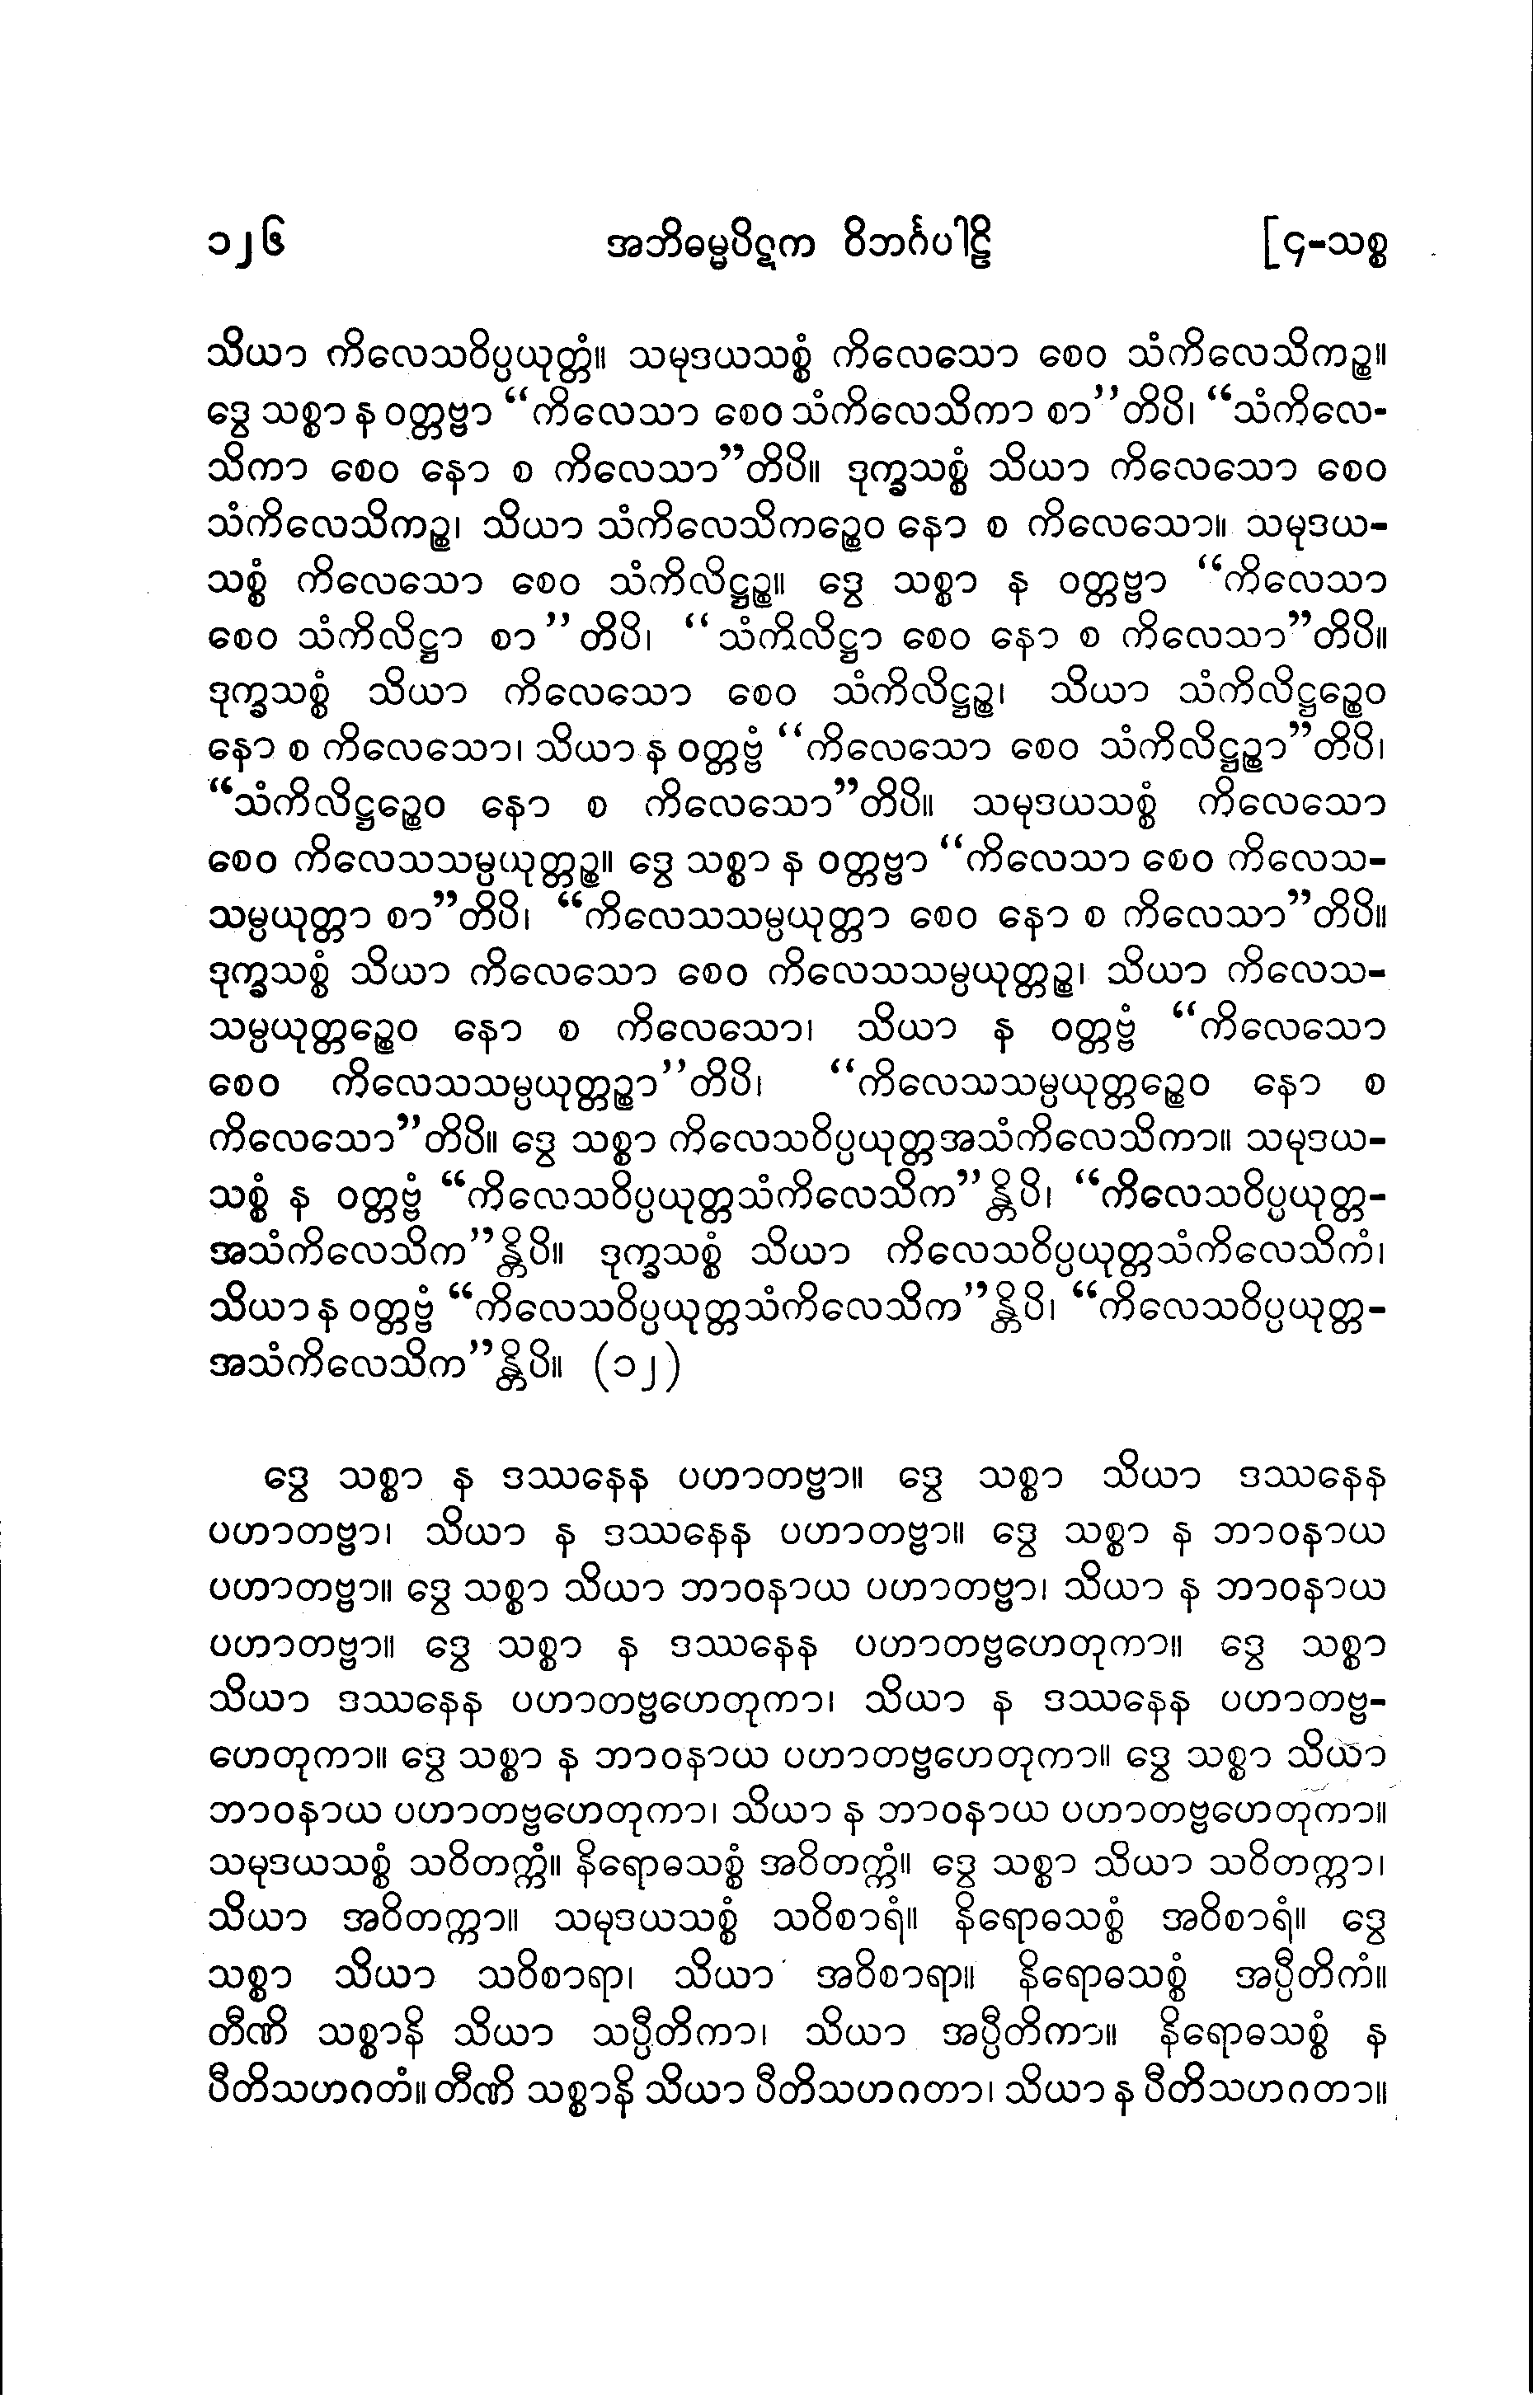 ၁၂၆ အဘိဓမ္မပိဋက ဝိဘင်္ဂပါဠိ [၄-သစ္စ
သိယာ ကိလေသဝိပ္ပယုတ္တံ။ သမုဒယသစ္စံ ကိလေသော စေဝ သံကိလေသိကဉ္စ။
ဒွေ သစ္စာ န ဝတ္တဗ္ဗာ “ကိလေသာ စေဝ သံကိလေသိကာ စာ”တိပိ၊ “သံကိလေ-
သိကာ စေဝ နော စ ကိလေသာ”တိပိ။ ဒုက္ခသစ္စံ သိယာ ကိလေသော စေဝ
သံကိလေသိကဉ္စ၊ သိယာ သံကိလေသိကဉ္စေဝ နော စ ကိလေသော။ သမုဒယ-
သစ္စံ ကိလေသော စေဝ သံကိလိဋ္ဌဉ္စ။ ဒွေ သစ္စာ န ဝတ္တဗ္ဗာ “ကိလေသာ
စေဝ သံကိလိဋ္ဌာ စာ”တိပိ၊ “သံကိလိဋ္ဌာ စေဝ နော စ ကိလေသာ”တိပိ။
ဒုက္ခသစ္စံ သိယာ ကိလေသော စေဝ သံကိလိဋ္ဌဉ္စ၊ သိယာ သံကိလိဋ္ဌဉ္စေဝ
နော စ ကိလေသော၊ သိယာ န ဝတ္တဗ္ဗံ “ကိလေသော စေဝ သံကိလိဋ္ဌဉ္စာ”တိပိ၊
“သံကိလိဋ္ဌဉ္စေဝ နော စ ကိလေသော”တိပိ။ သမုဒယသစ္စံ ကိလေသော
စေဝ ကိလေသသမ္ပယုတ္တဉ္စ။ ဒွေ သစ္စာ န ဝတ္တဗ္ဗာ “ကိလေသာ စေဝ ကိလေသ-
သမ္ပယုတ္တာ စာ”တိပိ၊ “ကိလေသသမ္ပယုတ္တာ စေဝ နော စ ကိလေသာ”တိပိ။
ဒုက္ခသစ္စံ သိယာ ကိလေသော စေဝ ကိလေသသမ္ပယုတ္တဉ္စ၊ သိယာ ကိလေသ-
သမ္ပယုတ္တဉ္စေဝ နော စ ကိလေသော၊ သိယာ န ဝတ္တဗ္ဗံ “ကိလေသော
စေဝ ကိလေသသမ္ပယုတ္တဉ္စာ”တိပိ၊ “ကိလေသသမ္ပယုတ္တဉ္စေဝ နော စ
ကိလေသော”တိပိ။ ဒွေ သစ္စာ ကိလေသဝိပ္ပယုတ္တအသံကိလေသိကာ။ သမုဒယ-
သစ္စံ န ဝတ္တဗ္ဗံ “ကိလေသဝိပ္ပယုတ္တသံကိလေသိက”န္တိပိ၊ “ကိလေသဝိပ္ပယုတ္တ-
အသံကိလေသိက”န္တိပိ။ ဒုက္ခသစ္စံ သိယာ ကိလေသဝိပ္ပယုတ္တသံကိလေသိကံ၊
သိယာ န ဝတ္တဗ္ဗံ “ကိလေသဝိပ္ပယုတ္တသံကိလေသိက”န္တိပိ၊ “ကိလေသဝိပ္ပယုတ္တ-
အသံကိလေသိက”န္တိပိ။ (၁၂)
ဒွေ သစ္စာ န ဒဿနေန ပဟာတဗ္ဗာ။ ဒွေ သစ္စာ သိယာ ဒဿနေန
ပဟာတဗ္ဗာ၊ သိယာ န ဒဿနေန ပဟာတဗ္ဗာ။ ဒွေ သစ္စာ န ဘာဝနာယ
ပဟာတဗ္ဗာ။ ဒွေ သစ္စာ သိယာ ဘာဝနာယ ပဟာတဗ္ဗာ၊ သိယာ န ဘာဝနာယ
ပဟာတဗ္ဗာ။ ဒွေ သစ္စာ န ဒဿနေန ပဟာတဗ္ဗဟေတုကာ။ ဒွေ သစ္စာ
သိယာ ဒဿနေန ပဟာတဗ္ဗဟေတုကာ၊ သိယာ န ဒဿနေန ပဟာတဗ္ဗ-
ဟေတုကာ။ ဒွေ သစ္စာ န ဘာဝနာယ ပဟာတဗ္ဗဟေတုကာ။ ဒွေ သစ္စာ သိယာ
ဘာဝနာယ ပဟာတဗ္ဗဟေတုကာ၊ သိယာ န ဘာဝနာယ ပဟာတဗ္ဗဟေတုကာ။
သမုဒယသစ္စံ သဝိတက္ကံ။ နိရောဓသစ္စံ အဝိတက္ကံ။ ဒွေ သစ္စာ သိယာ သဝိတက္ကာ၊
သိယာ အဝိတက္ကာ။ သမုဒယသစ္စံ သဝိစာရံ။ နိရောဓသစ္စံ အဝိစာရံ။ ဒွေ
သစ္စာ သိယာ သဝိစာရာ၊ သိယာ အဝိစာရာ။ နိရောဓသစ္စံ အပ္ပီတိကံ။
တီဏိ သစ္စာနိ သိယာ သပ္ပီတိကာ၊ သိယာ အပ္ပီတိကာ။ နိရောဓသစ္စံ န
ပီတိသဟဂတံ။ တီဏိ သစ္စာနိ သိယာ ပီတိသဟဂတာ၊ သိယာ န ပီတိသဟဂတာ။